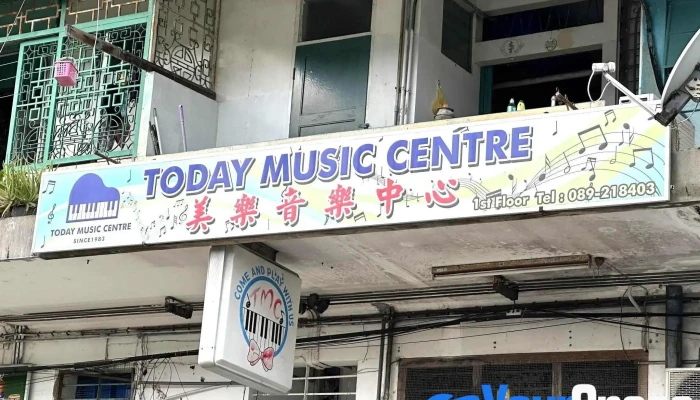 TODAY MUSIC CENTRE
美樂音樂中心
1st Floor Tel : 089-218403
TODAY MUSIC CENTRE
SINCE1983
COME AND PLAY WITH US
TMC